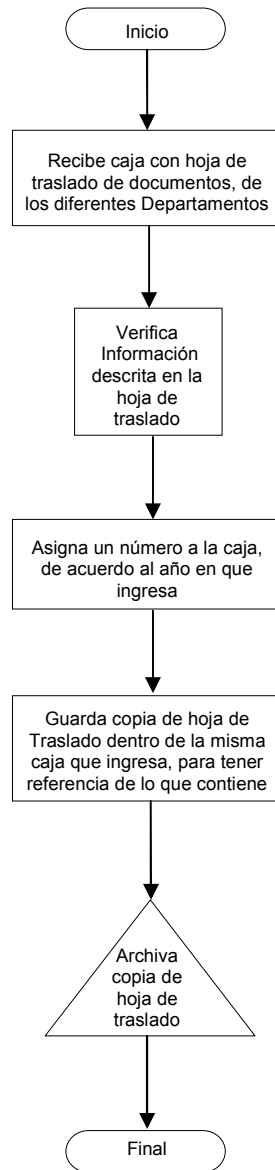 Inicio
Recibe caja con hoja de
traslado de documentos, de
los diferentes Departamentos
Verifica
Información
descrita en la
hoja de
traslado
Asigna un número a la caja,
de acuerdo al año en que
ingresa
Guarda copia de hoja de
Traslado dentro de la misma
caja que ingresa, para tener
referencia de lo que contiene
Archiva
copia de
hoja de
traslado
Final